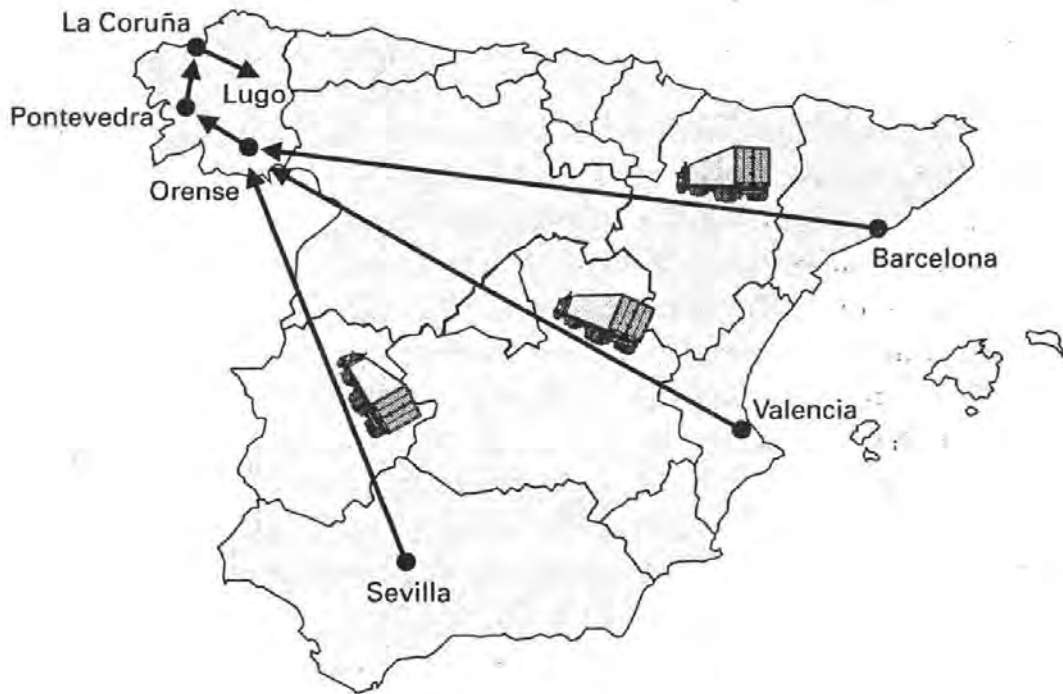 La Coruña
Lugo
Pontevedra
Orense
Barcelona
Valencia
Sevilla